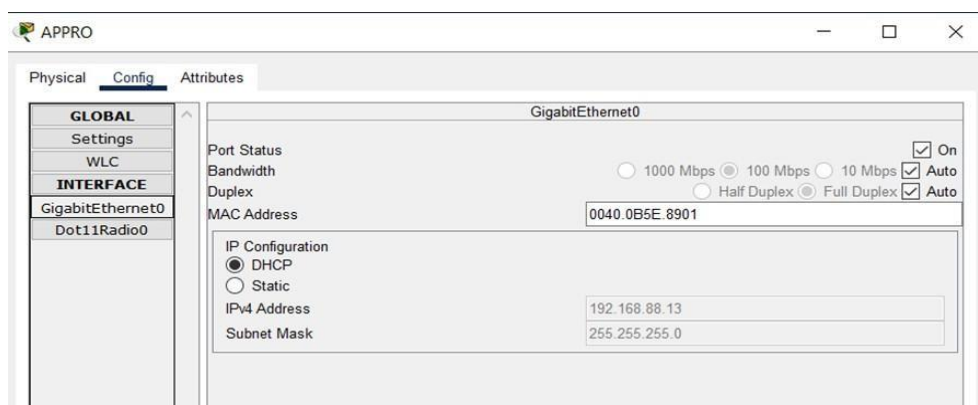 APPRO
Physical Config Attributes
GLOBAL
Settings
WLC
INTERFACE
GigabitEthernet0
Dot11Radio0
GigabitEthernet0
Port Status On
Bandwidth 1000 Mbps 100 Mbps 10 Mbps Auto
Duplex Half Duplex Full Duplex Auto
MAC Address 0040.0B5E.8901
IP Configuration
DHCP
Static
IPv4 Address 192.168.88.13
Subnet Mask 255.255.255.0